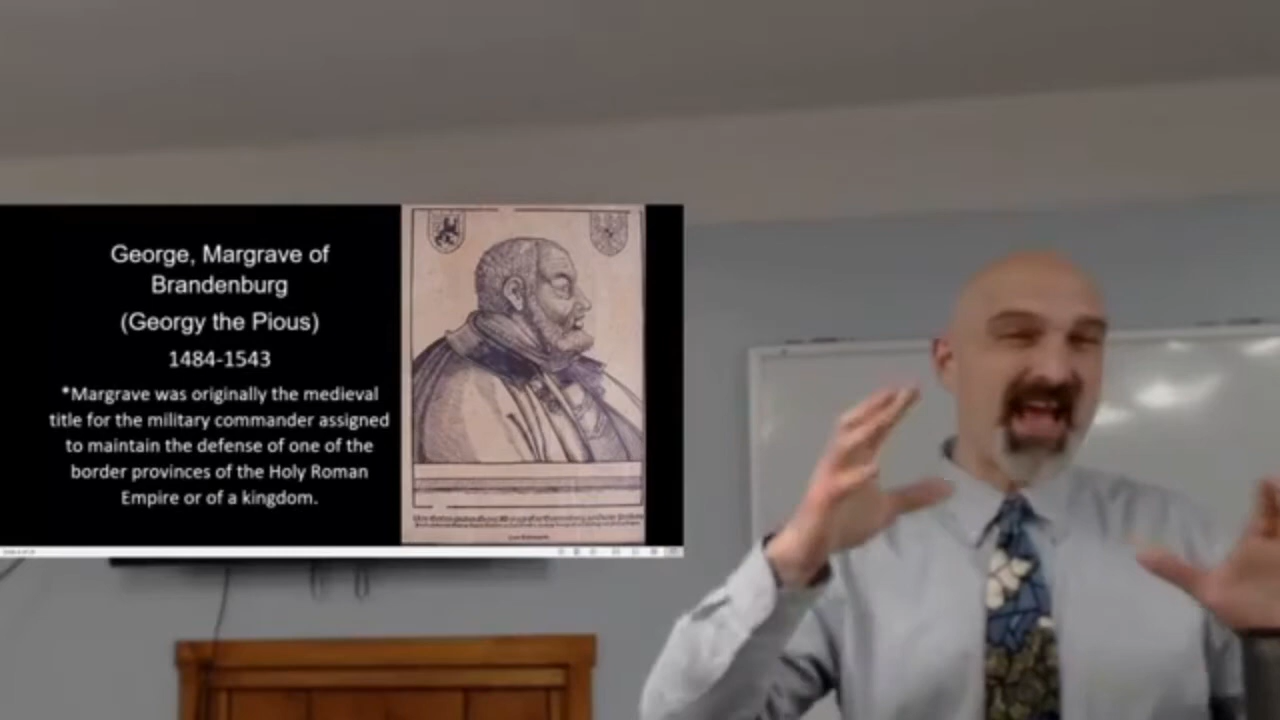 George, Margrave of
Brandenburg
(Georgy the Pious)
1484-1543
*Margrave was originally the medieval
title for the military commander assigned
to maintain the defense of one of the
border provinces of the Holy Roman
Empire or of a kingdom.